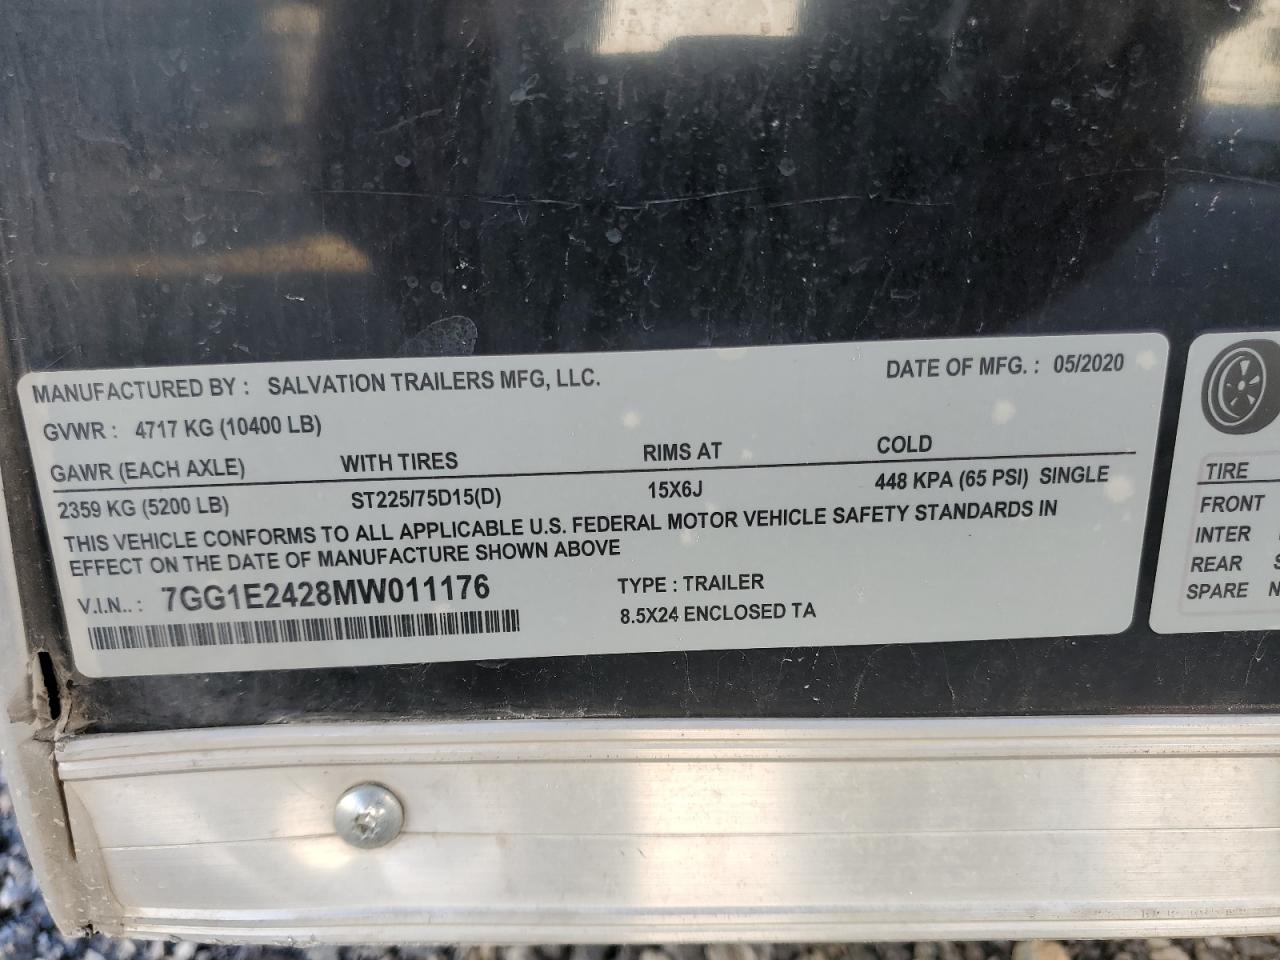 MANUFACTURED BY : SALVATION TRAILERS MFG, LLC. DATE OF MFG. : 05/2020
GVWR : 4717 KG (10400 LB)
GAWR (EACH AXLE) WITH TIRES RIMS AT COLD
2359 KG (5200 LB) ST225/75D15(D) 15X6J 448 KPA (65 PSI) SINGLE
THIS VEHICLE CONFORMS TO ALL APPLICABLE U.S. FEDERAL MOTOR VEHICLE SAFETY STANDARDS IN
EFFECT ON THE DATE OF MANUFACTURE SHOWN ABOVE
V.I.N.. : 7GG1E2428MW011176 TYPE : TRAILER
8.5X24 ENCLOSED TA
TIRE
FRONT
INTER
REAR
SPARE